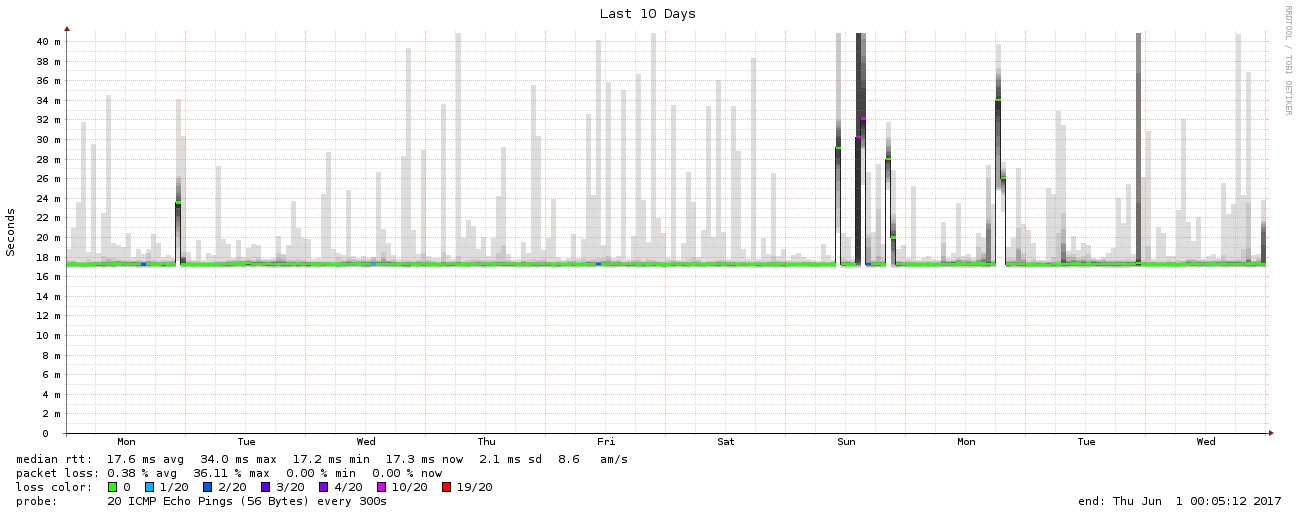 Last 10 Days
RRDTOOL / TOBI OETIKER
Seconds
40 m
38 m
36 m
34 m
32 m
30 m
28 m
26 m
24 m
22 m
20 m
18 m
16 m
14 m
12 m
10 m
8 m
6 m
4 m
2 m
0
Mon Tue Wed Thu Fri Sat Sun Mon Tue Wed
median rtt: 17.6 ms avg 34.0 ms max 17.2 ms min 17.3 ms now 2.1 ms sd 8.6 am/s
packet loss: 0.38 % avg 36.11 % max 0.00 % min 0.00 % now
loss color: 0 1/20 2/20 3/20 4/20 10/20 19/20
probe: 20 ICMP Echo Pings (56 Bytes) every 300s end: Thu Jun 1 00:05:12 2017